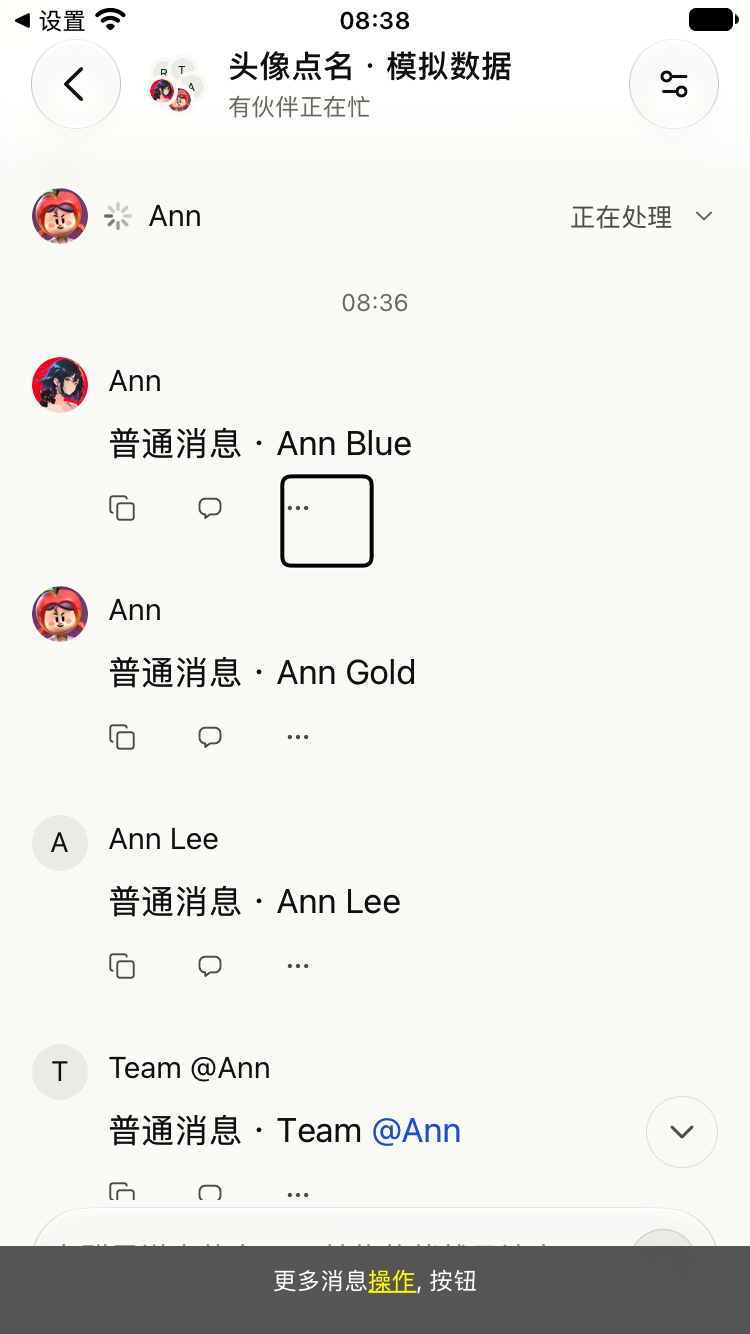 设置
08:38
R T A
头像点名 · 模拟数据
有伙伴正在忙
Ann
正在处理
08:36
Ann
普通消息 · Ann Blue
Ann
普通消息 · Ann Gold
A
Ann Lee
普通消息 · Ann Lee
T
Team @Ann
普通消息 · Team @Ann
更多消息操作, 按钮